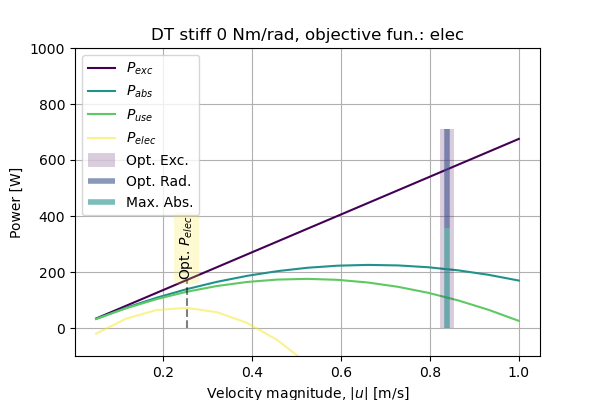 DT stiff 0 Nm/rad, objective fun.: elec
1000
800
600
400
200
0
Power [W]
P_exc
P_abs
P_use
P_elec
Opt. Exc.
Opt. Rad.
Max. Abs.
Opt. P_elec
0.2
0.4
0.6
0.8
1.0
Velocity magnitude, |u| [m/s]